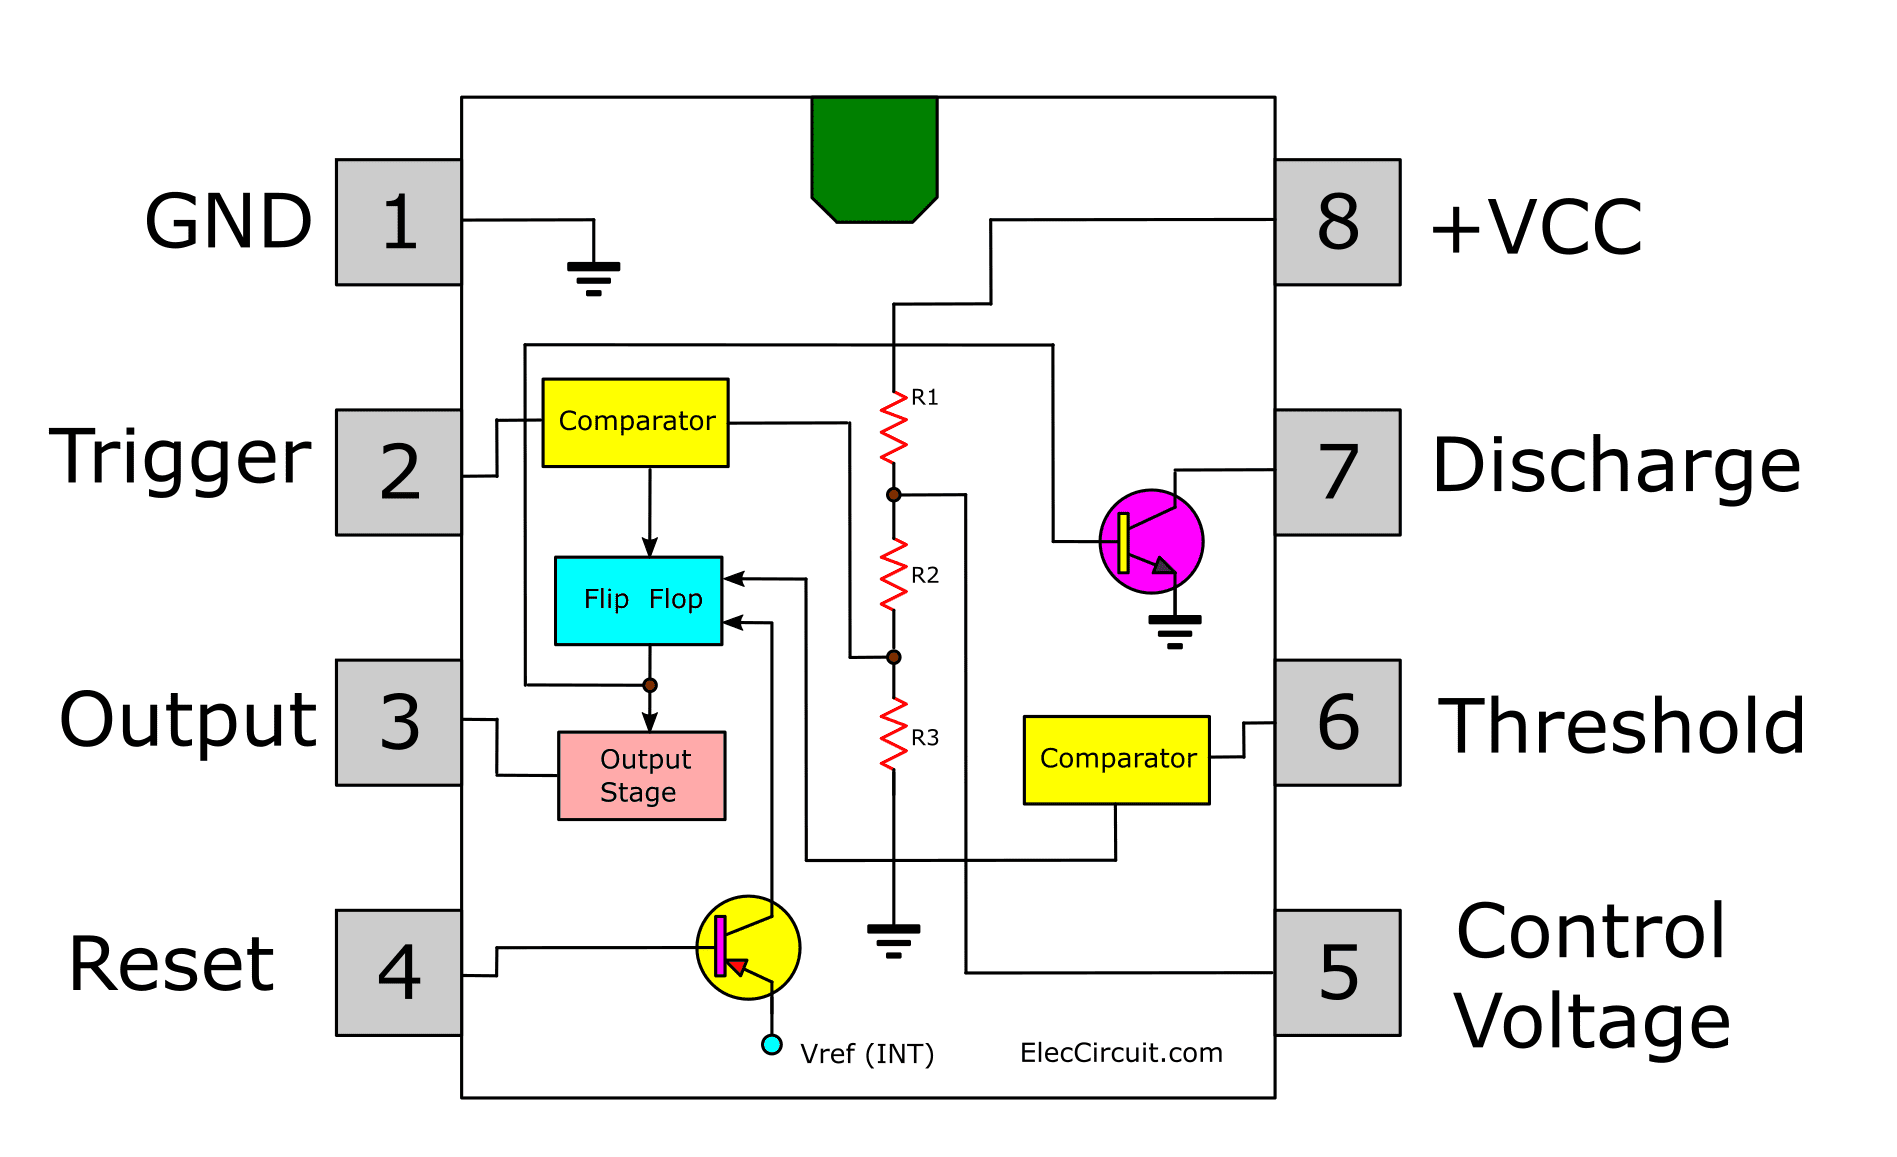 GND
1
8
+VCC
R1
Trigger
2
Comparator
7
Discharge
Flip Flop
R2
Output
3
Output
Stage
R3
Comparator
6
Threshold
Reset
4
5
Control
Voltage
Vref (INT)
ElecCircuit.com